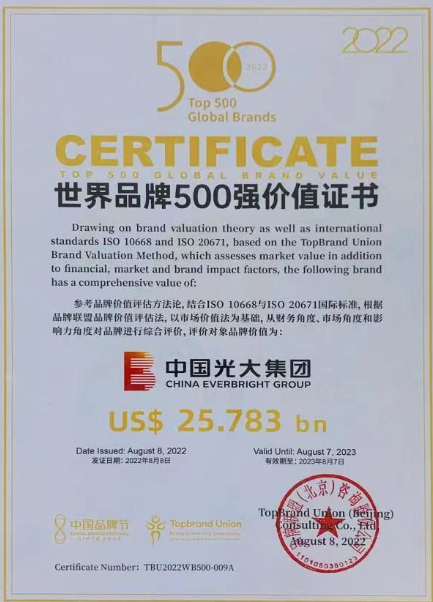 2022
500
2022
Top 500
Global Brands
CERTIFICATE
TOP 500 GLOBAL BRAND VALUE
世界品牌500强价值证书
Drawing on brand valuation theory as well as international
standards ISO 10668 and ISO 20671, based on the TopBrand Union
Brand Valuation Method, which assesses market value in addition
to financial, market and brand impact factors, the following brand
has a comprehensive value of:
参考品牌价值评估方法论, 结合ISO 10668与ISO 20671国际标准, 根据
品牌联盟品牌价值评估法, 以市场价值法为基础, 从财务角度、市场角度和影
响力角度对品牌进行综合评价, 评价对象品牌价值为:
中国光大集团
CHINA EVERBRIGHT GROUP
US$ 25.783 bn
Date Issued: August 8, 2022
发证日期: 2022年8月8日
Valid Until: August 7, 2023
有效期至: 2023年8月7日
中国品牌节
Topbrand Union
TopBrand Union (Beijing)
Consulting Co., Ltd
August 8, 2022
(北京)咨询
Certificate Number: TBU2022WB500-009A